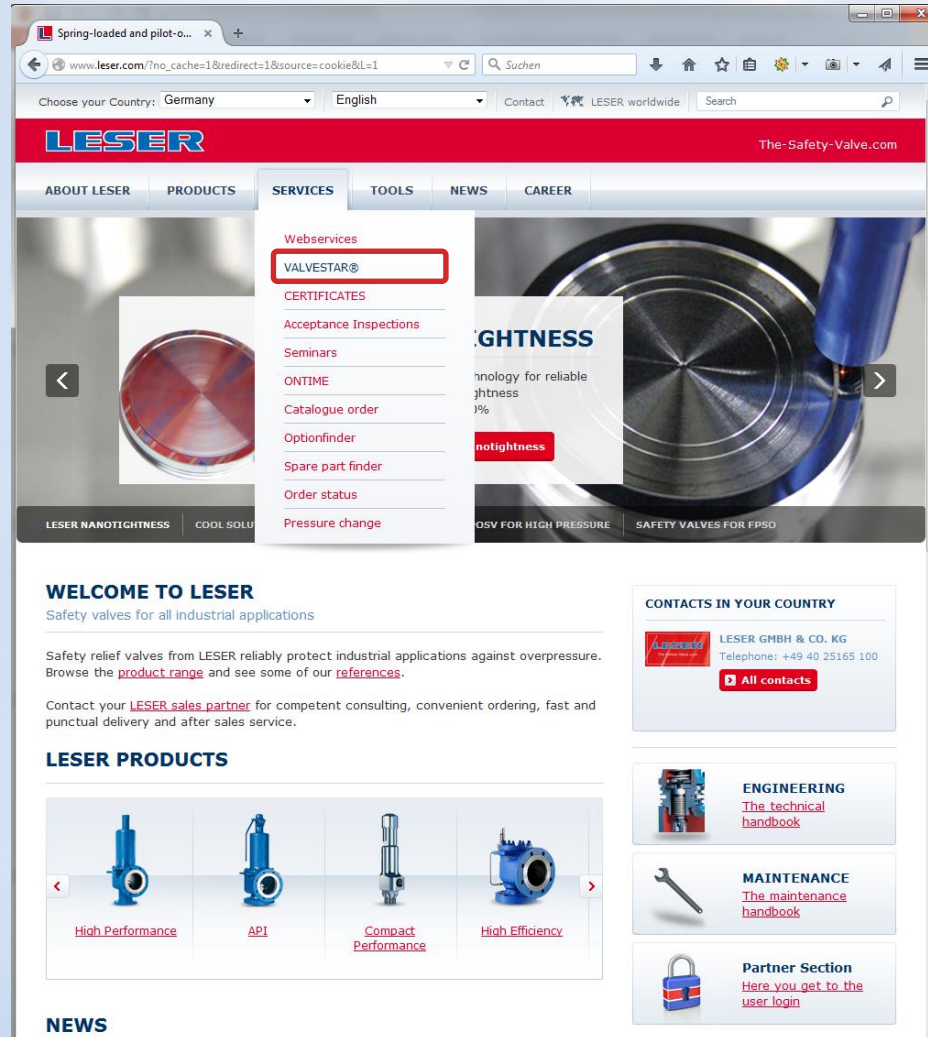 Spring-loaded and pilot-o...
www.leser.com/?no_cache=1&redirect=1&source=cookie&L=1
Suchen
Choose your Country: Germany English Contact LESER worldwide Search
LESER
The-Safety-Valve.com
ABOUT LESER PRODUCTS SERVICES TOOLS NEWS CAREER
Webservices
VALVESTAR®
CERTIFICATES
Acceptance Inspections
Seminars
ONTIME
Catalogue order
Optionfinder
Spare part finder
Order status
Pressure change
GHTNESS
hnology for reliable
ghtness
0%
notightness
LESER NANOTIGHTNESS COOL SOLU POSV FOR HIGH PRESSURE SAFETY VALVES FOR FPSO
WELCOME TO LESER
Safety valves for all industrial applications
Safety relief valves from LESER reliably protect industrial applications against overpressure.
Browse the product range and see some of our references.
Contact your LESER sales partner for competent consulting, convenient ordering, fast and
punctual delivery and after sales service.
LESER PRODUCTS
High Performance
API
Compact
Performance
High Efficiency
NEWS
CONTACTS IN YOUR COUNTRY
LESER
LESER GMBH & CO. KG
Telephone: +49 40 25165 100
All contacts
ENGINEERING
The technical
handbook
MAINTENANCE
The maintenance
handbook
Partner Section
Here you get to the
user login